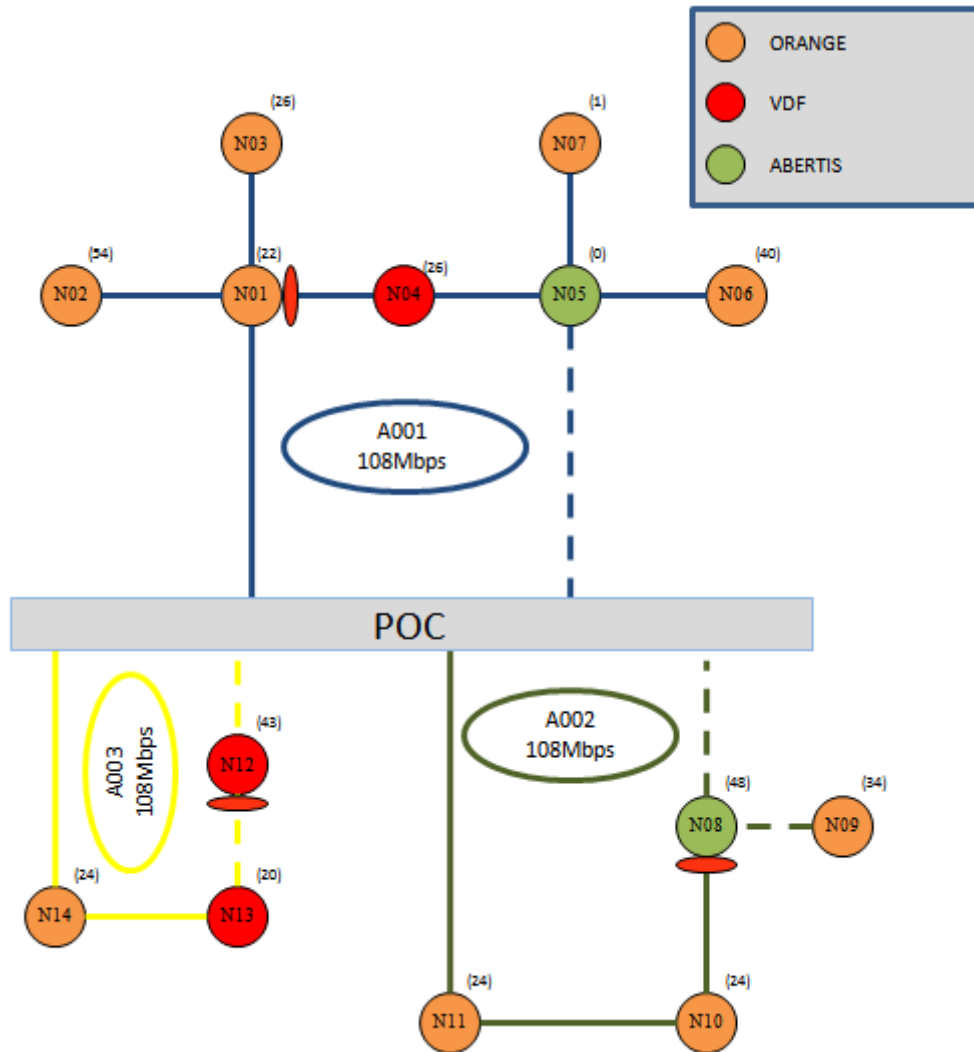 ORANGE
VDF
ABERTIS
(26)
N03
(1)
N07
(54)
N02
(22)
N01
(26)
N04
(0)
N05
(40)
N06
A001
108Mbps
POC
A003
108Mbps
(43)
N12
A002
108Mbps
(48)
N08
(34)
N09
(24)
N14
(20)
N13
(24)
N11
(24)
N10